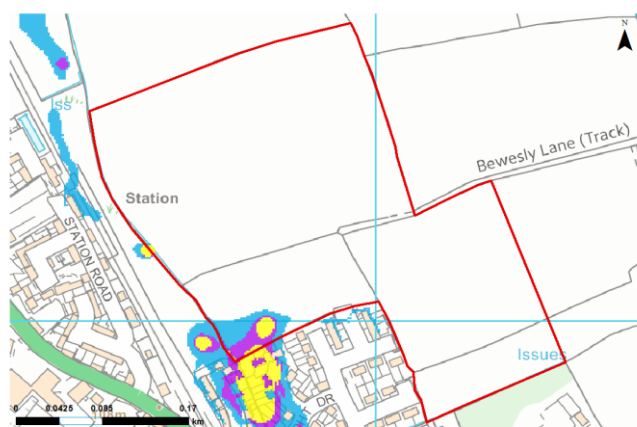 N
Iss
Bewesly Lane (Track)
Station
STATION ROAD
Issues
DR
0 0.0425 0.085 0.17
km